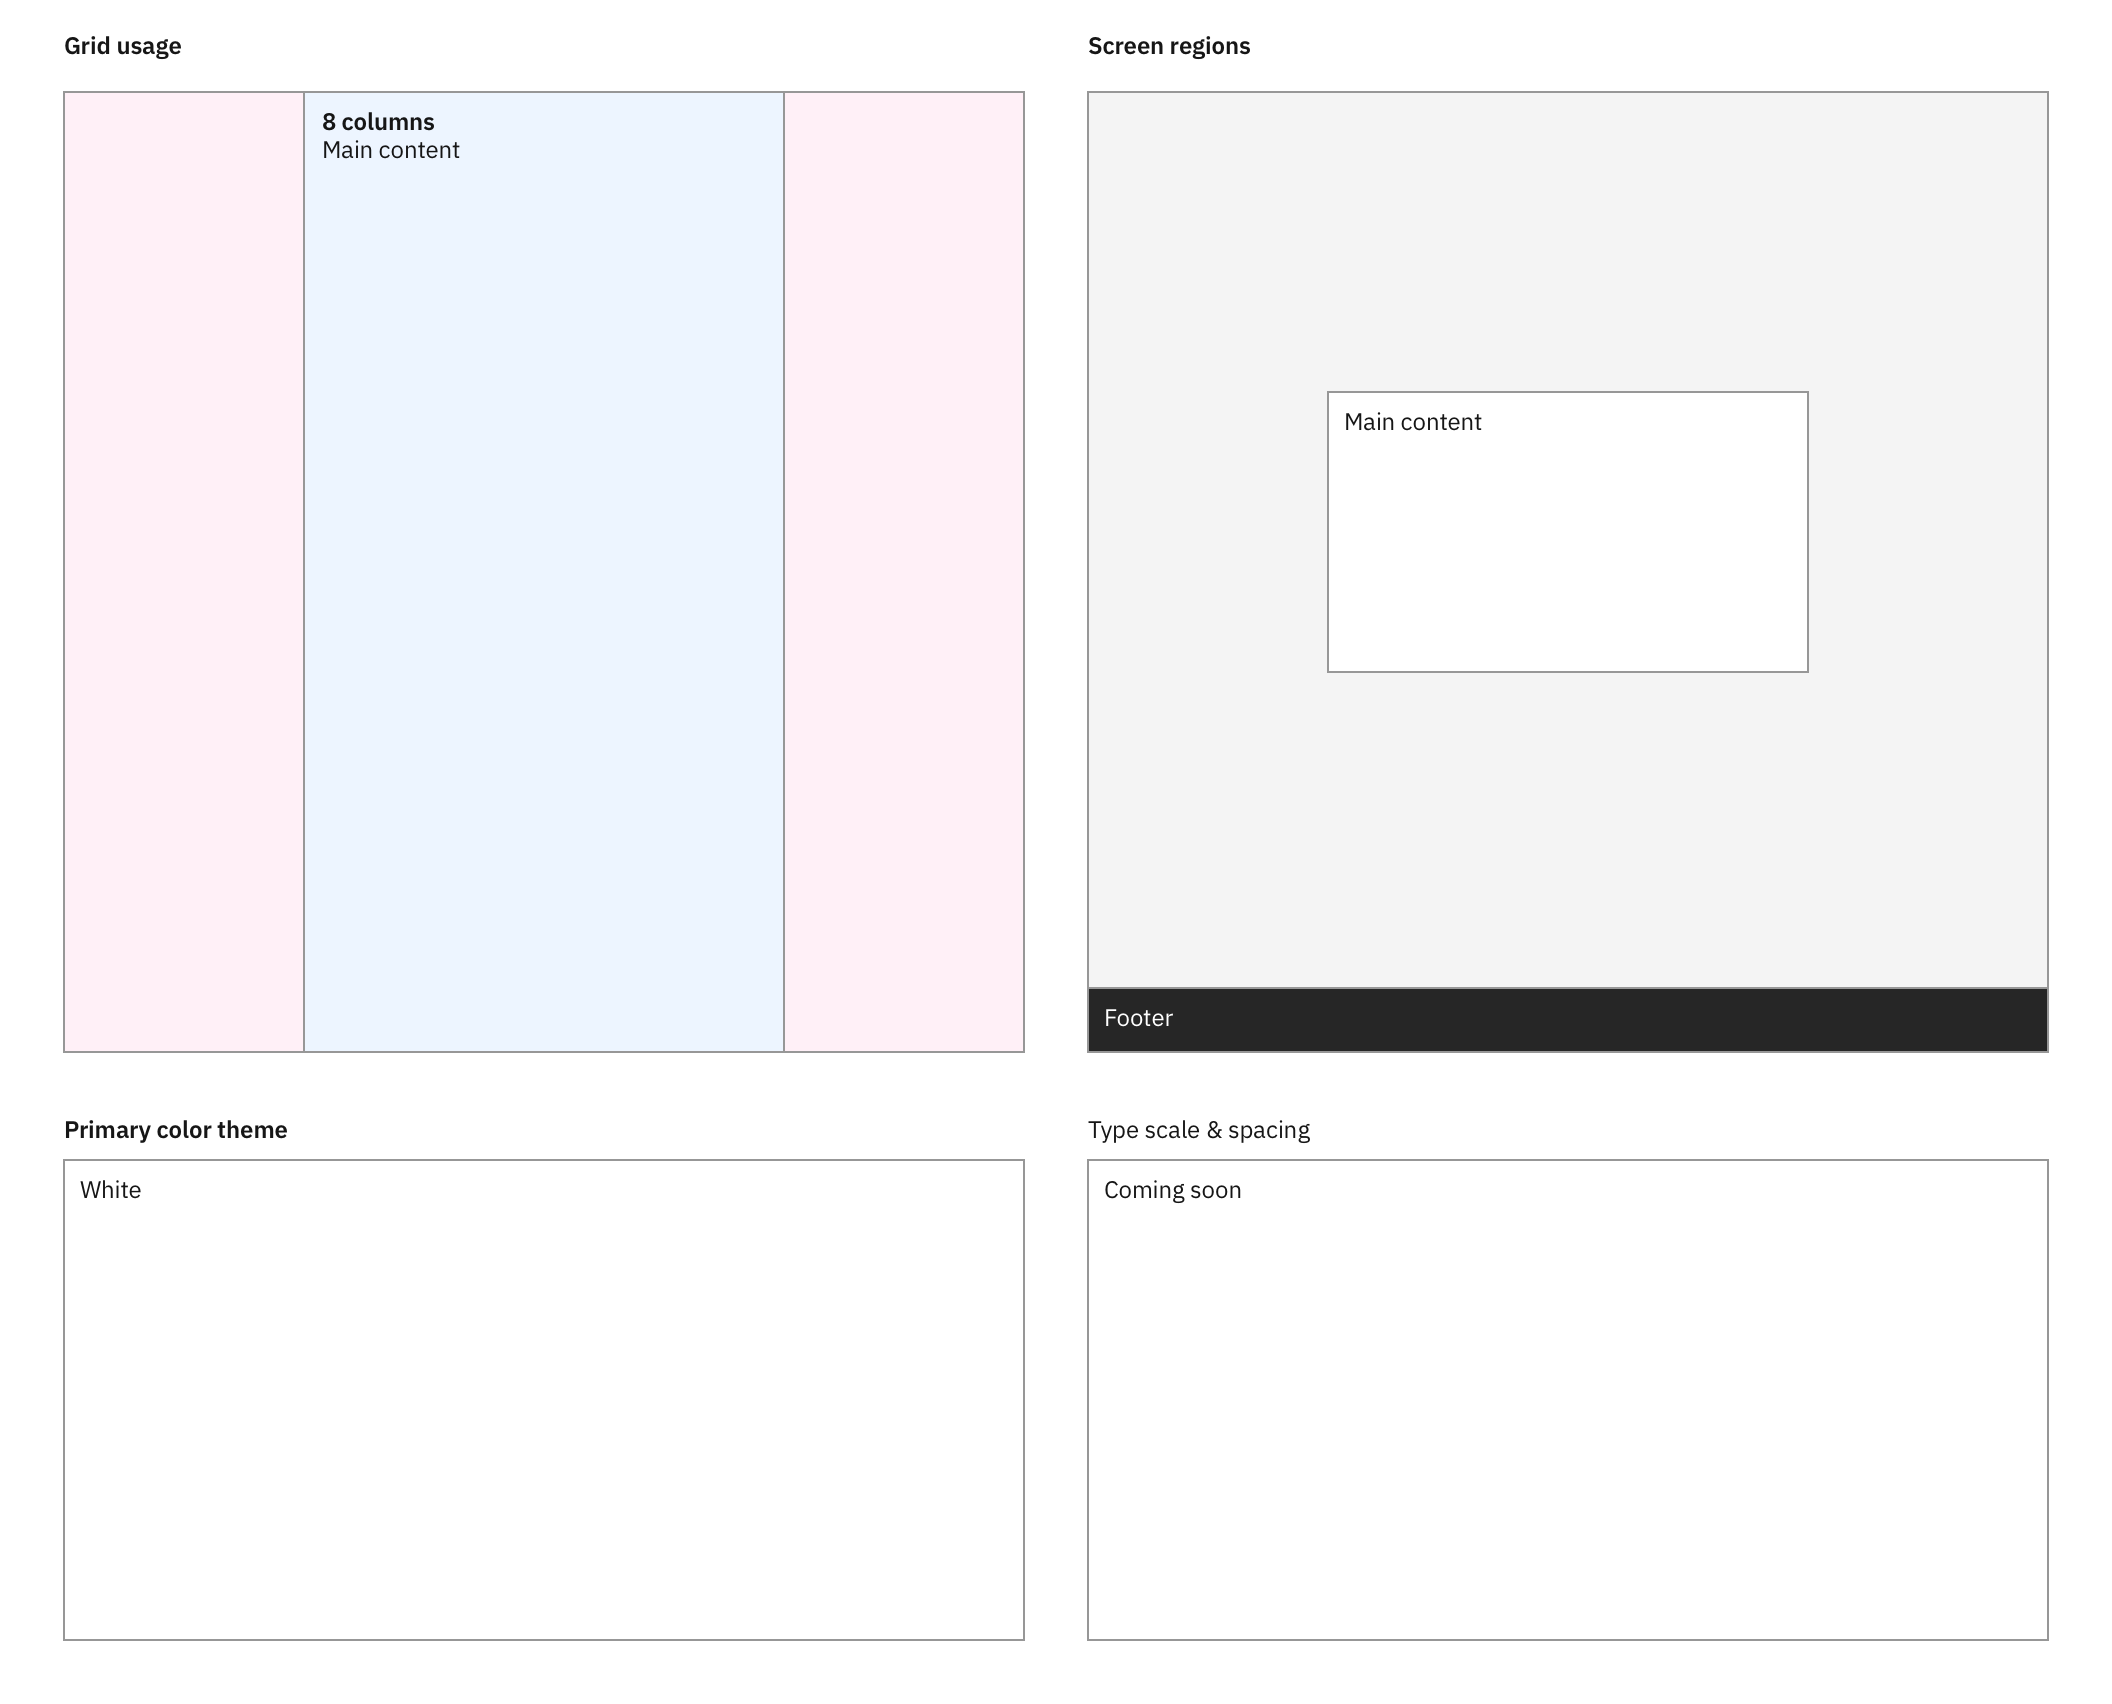 Grid usage
8 columns
Main content
Screen regions
Main content
Footer
Primary color theme
White
Type scale & spacing
Coming soon